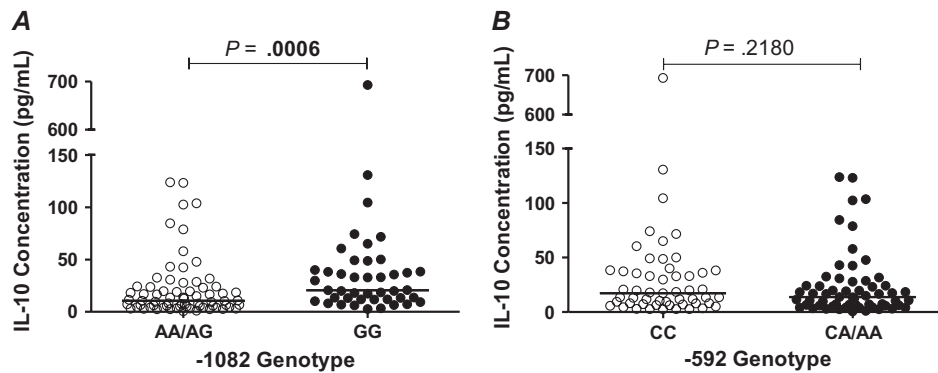 A
P = .0006
IL-10 Concentration (pg/mL)
700
600
150
100
50
0
AA/AG GG
-1082 Genotype
B
P = .2180
IL-10 Concentration (pg/mL)
700
600
150
100
50
0
CC CA/AA
-592 Genotype